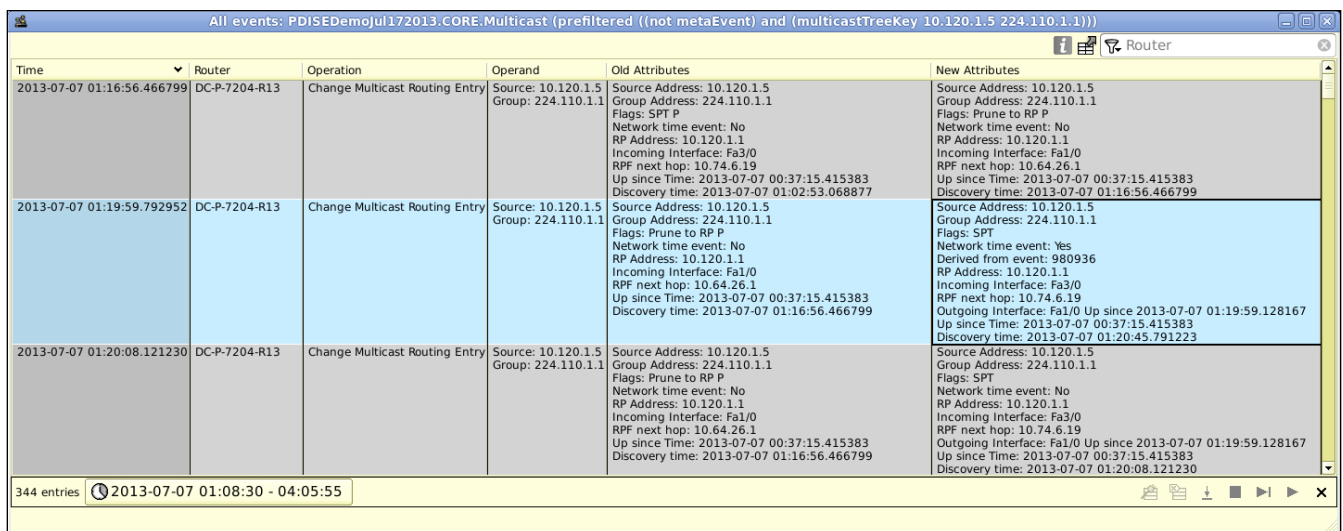 All events: PDISEDemoJul172013.CORE.Multicast (prefiltered ((not metaEvent) and (multicastTreeKey 10.120.1.5 224.110.1.1)))
Router
Time Router Operation Operand Old Attributes New Attributes
2013-07-07 01:16:56.466799 DC-P-7204-R13 Change Multicast Routing Entry Source: 10.120.1.5 Source Address: 10.120.1.5 Source Address: 10.120.1.5
Group: 224.110.1.1 Group Address: 224.110.1.1 Group Address: 224.110.1.1
Flags: SPT P Flags: Prune to RP P
Network time event: No Network time event: No
RP Address: 10.120.1.1 RP Address: 10.120.1.1
Incoming Interface: Fa3/0 Incoming Interface: Fa1/0
RPF next hop: 10.74.6.19 RPF next hop: 10.64.26.1
Up since Time: 2013-07-07 00:37:15.415383 Up since Time: 2013-07-07 00:37:15.415383
Discovery time: 2013-07-07 01:02:53.068877 Discovery time: 2013-07-07 01:16:56.466799
2013-07-07 01:19:59.792952 DC-P-7204-R13 Change Multicast Routing Entry Source: 10.120.1.5 Source Address: 10.120.1.5 Source Address: 10.120.1.5
Group: 224.110.1.1 Group Address: 224.110.1.1 Group Address: 224.110.1.1
Flags: Prune to RP P Flags: SPT
Network time event: No Network time event: Yes
RP Address: 10.120.1.1 Derived from event: 980936
Incoming Interface: Fa1/0 RP Address: 10.120.1.1
RPF next hop: 10.64.26.1 Incoming Interface: Fa3/0
Up since Time: 2013-07-07 00:37:15.415383 RPF next hop: 10.74.6.19
Discovery time: 2013-07-07 01:16:56.466799 Outgoing Interface: Fa1/0 Up since 2013-07-07 01:19:59.128167
Up since Time: 2013-07-07 00:37:15.415383
Discovery time: 2013-07-07 01:20:45.791223
2013-07-07 01:20:08.121230 DC-P-7204-R13 Change Multicast Routing Entry Source: 10.120.1.5 Source Address: 10.120.1.5 Source Address: 10.120.1.5
Group: 224.110.1.1 Group Address: 224.110.1.1 Group Address: 224.110.1.1
Flags: Prune to RP P Flags: SPT
Network time event: No Network time event: No
RP Address: 10.120.1.1 RP Address: 10.120.1.1
Incoming Interface: Fa1/0 Incoming Interface: Fa3/0
RPF next hop: 10.64.26.1 RPF next hop: 10.74.6.19
Up since Time: 2013-07-07 00:37:15.415383 Outgoing Interface: Fa1/0 Up since 2013-07-07 01:19:59.128167
Discovery time: 2013-07-07 01:16:56.466799 Up since Time: 2013-07-07 00:37:15.415383
Discovery time: 2013-07-07 01:20:08.121230
344 entries 2013-07-07 01:08:30 - 04:05:55